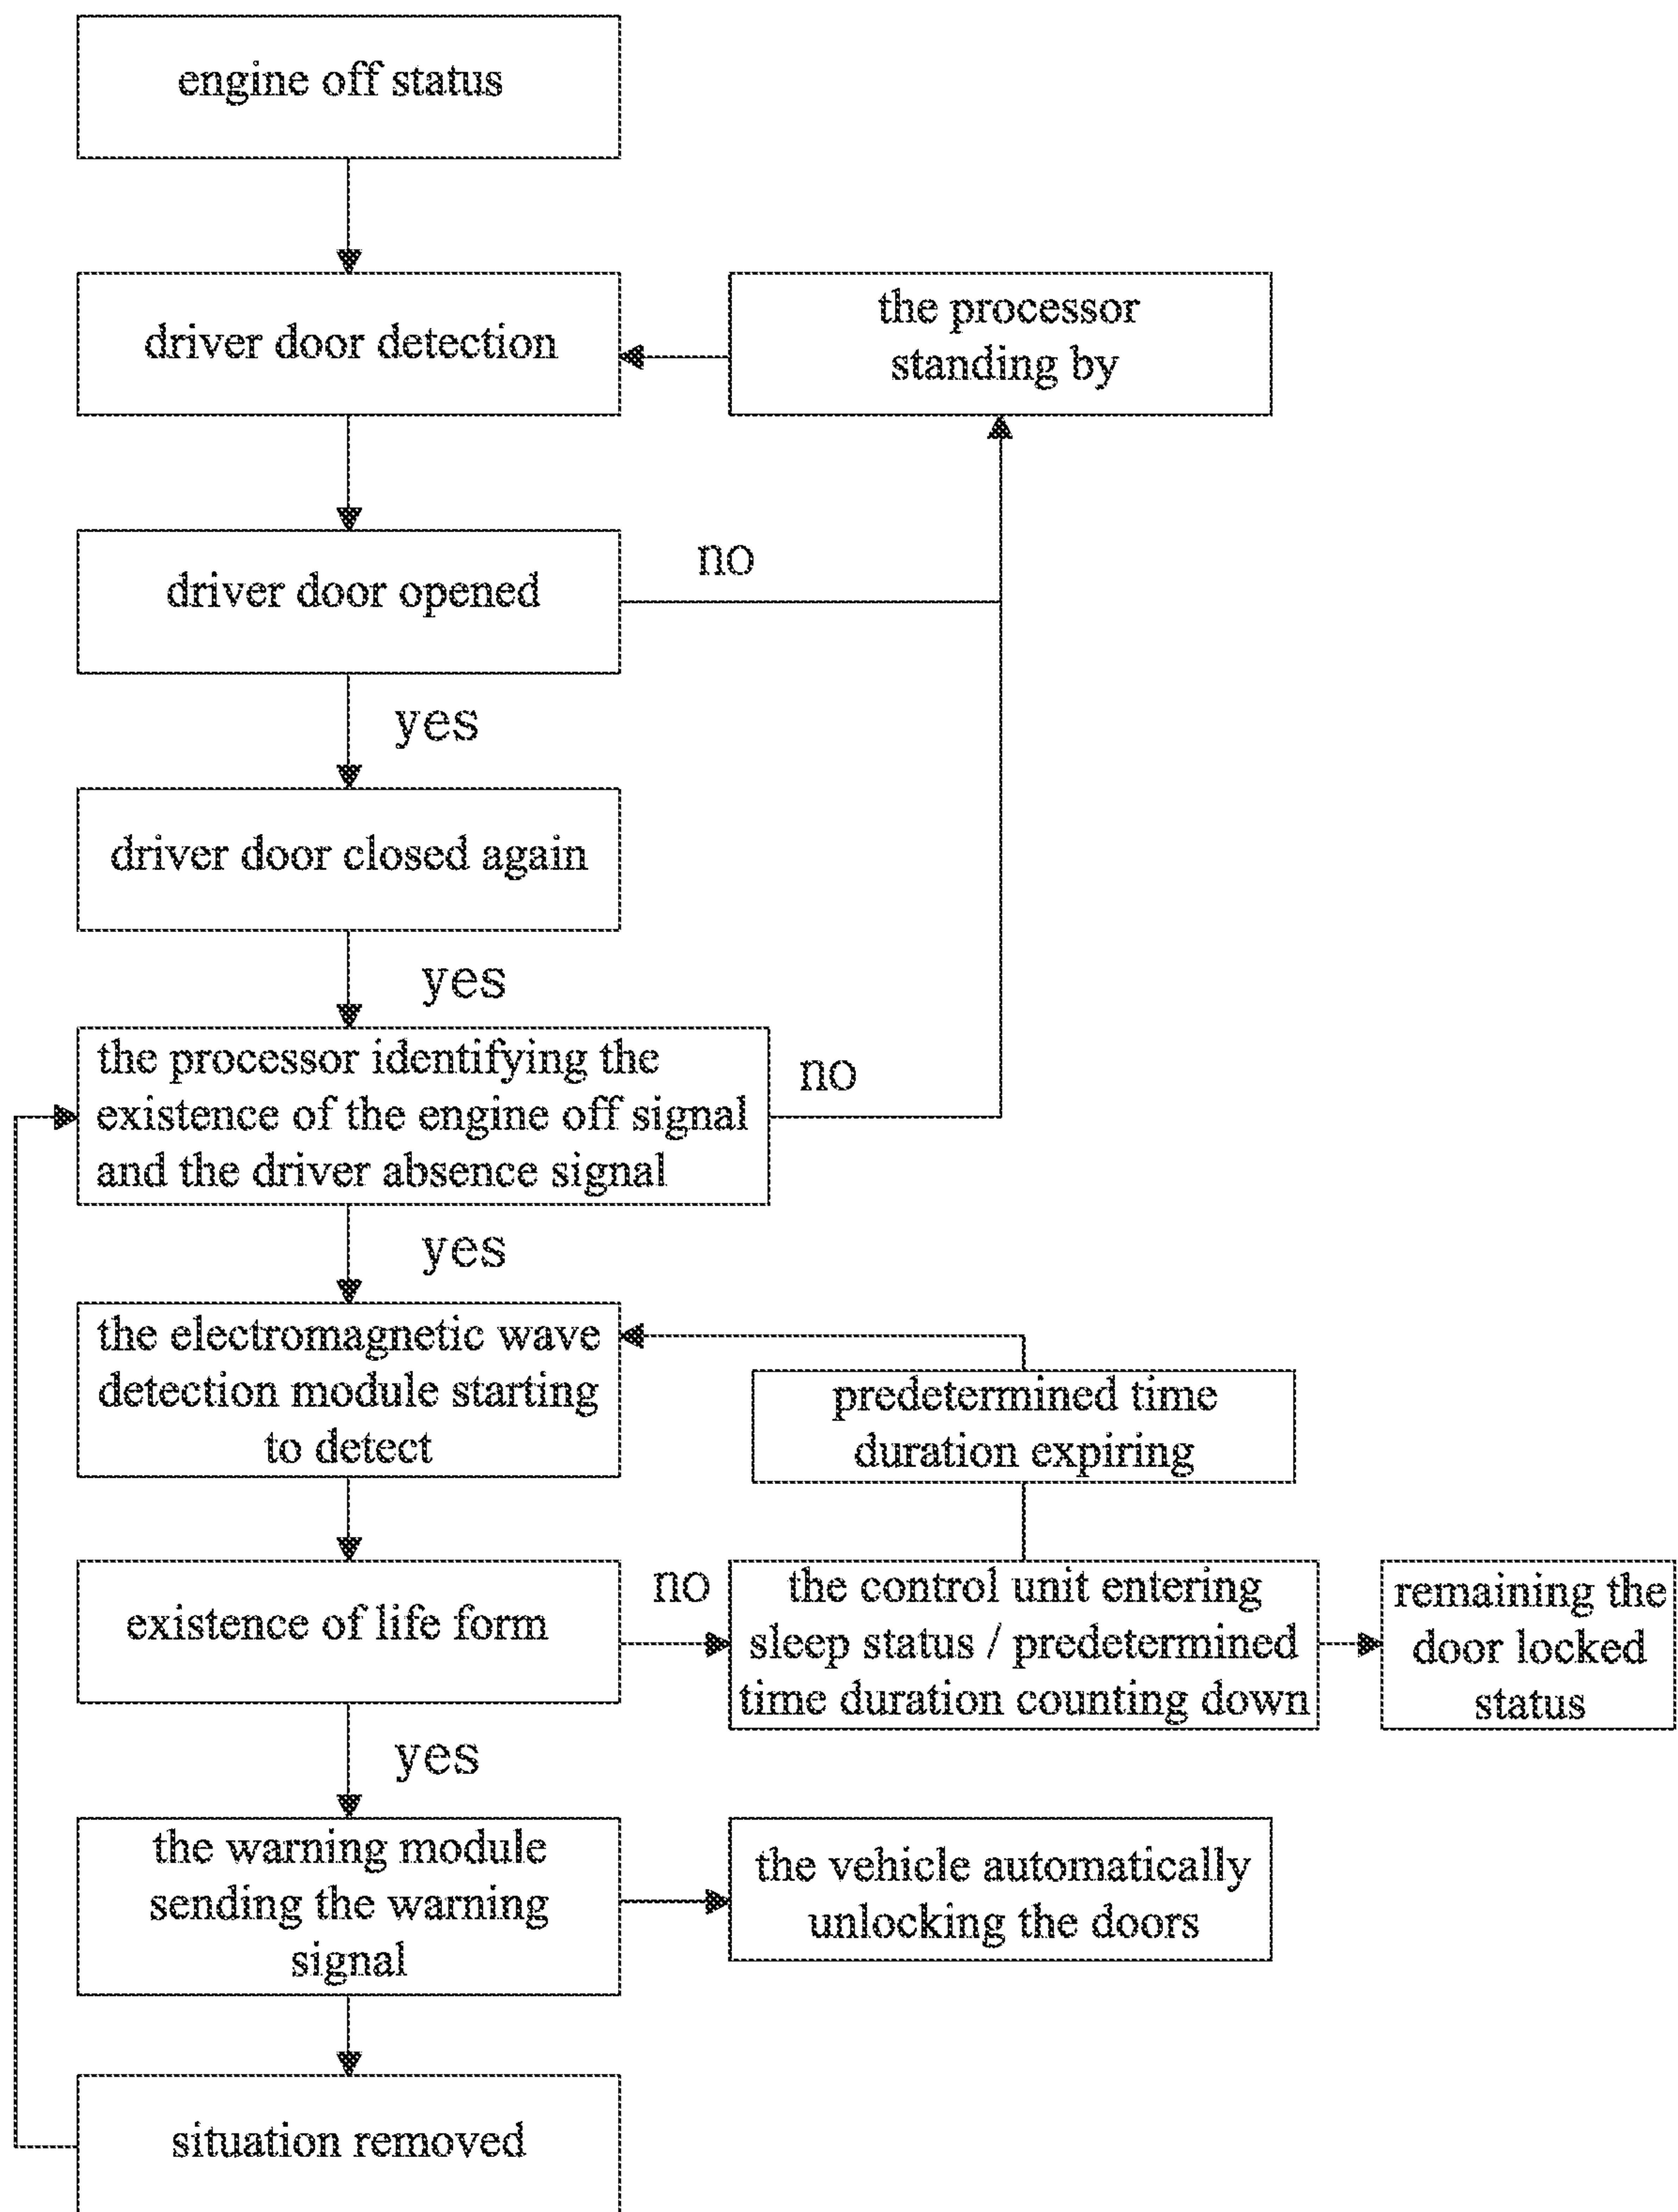 engine off status
driver door detection
the processor
standing by
driver door opened
no
yes
driver door closed again
yes
the processor identifying the
existence of the engine off signal
and the driver absence signal
no
yes
the electromagnetic wave
detection module starting
to detect
predetermined time
duration expiring
existence of life form
no
the control unit entering
sleep status / predetermined
time duration counting down
remaining the
door locked
status
yes
the warning module
sending the warning
signal
the vehicle automatically
unlocking the doors
situation removed